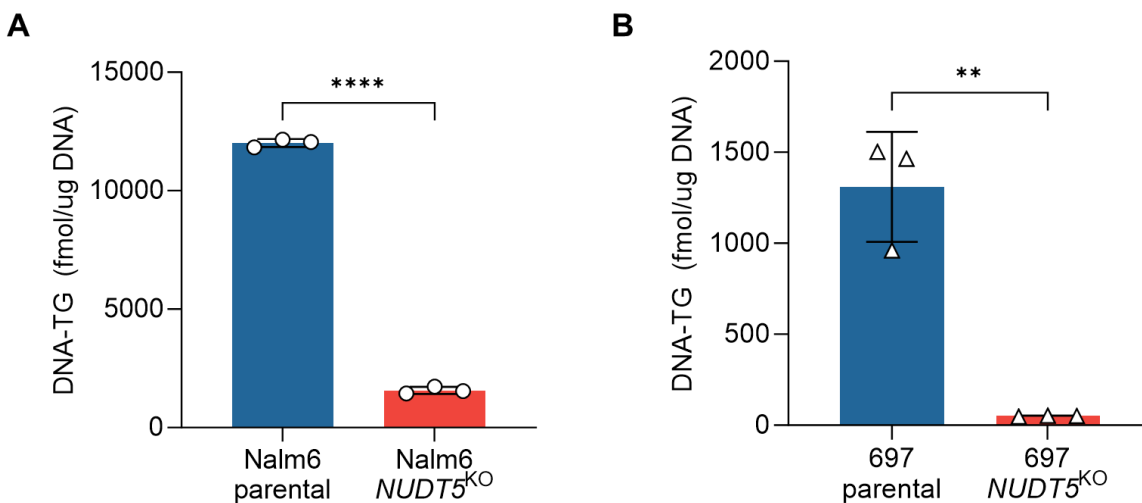 A
DNA-TG (fmol/ug DNA)
15000
10000
5000
0
****
Nalm6
parental
Nalm6
NUDT5KO
B
DNA-TG (fmol/ug DNA)
2000
1500
1000
500
0
**
697
parental
697
NUDT5KO